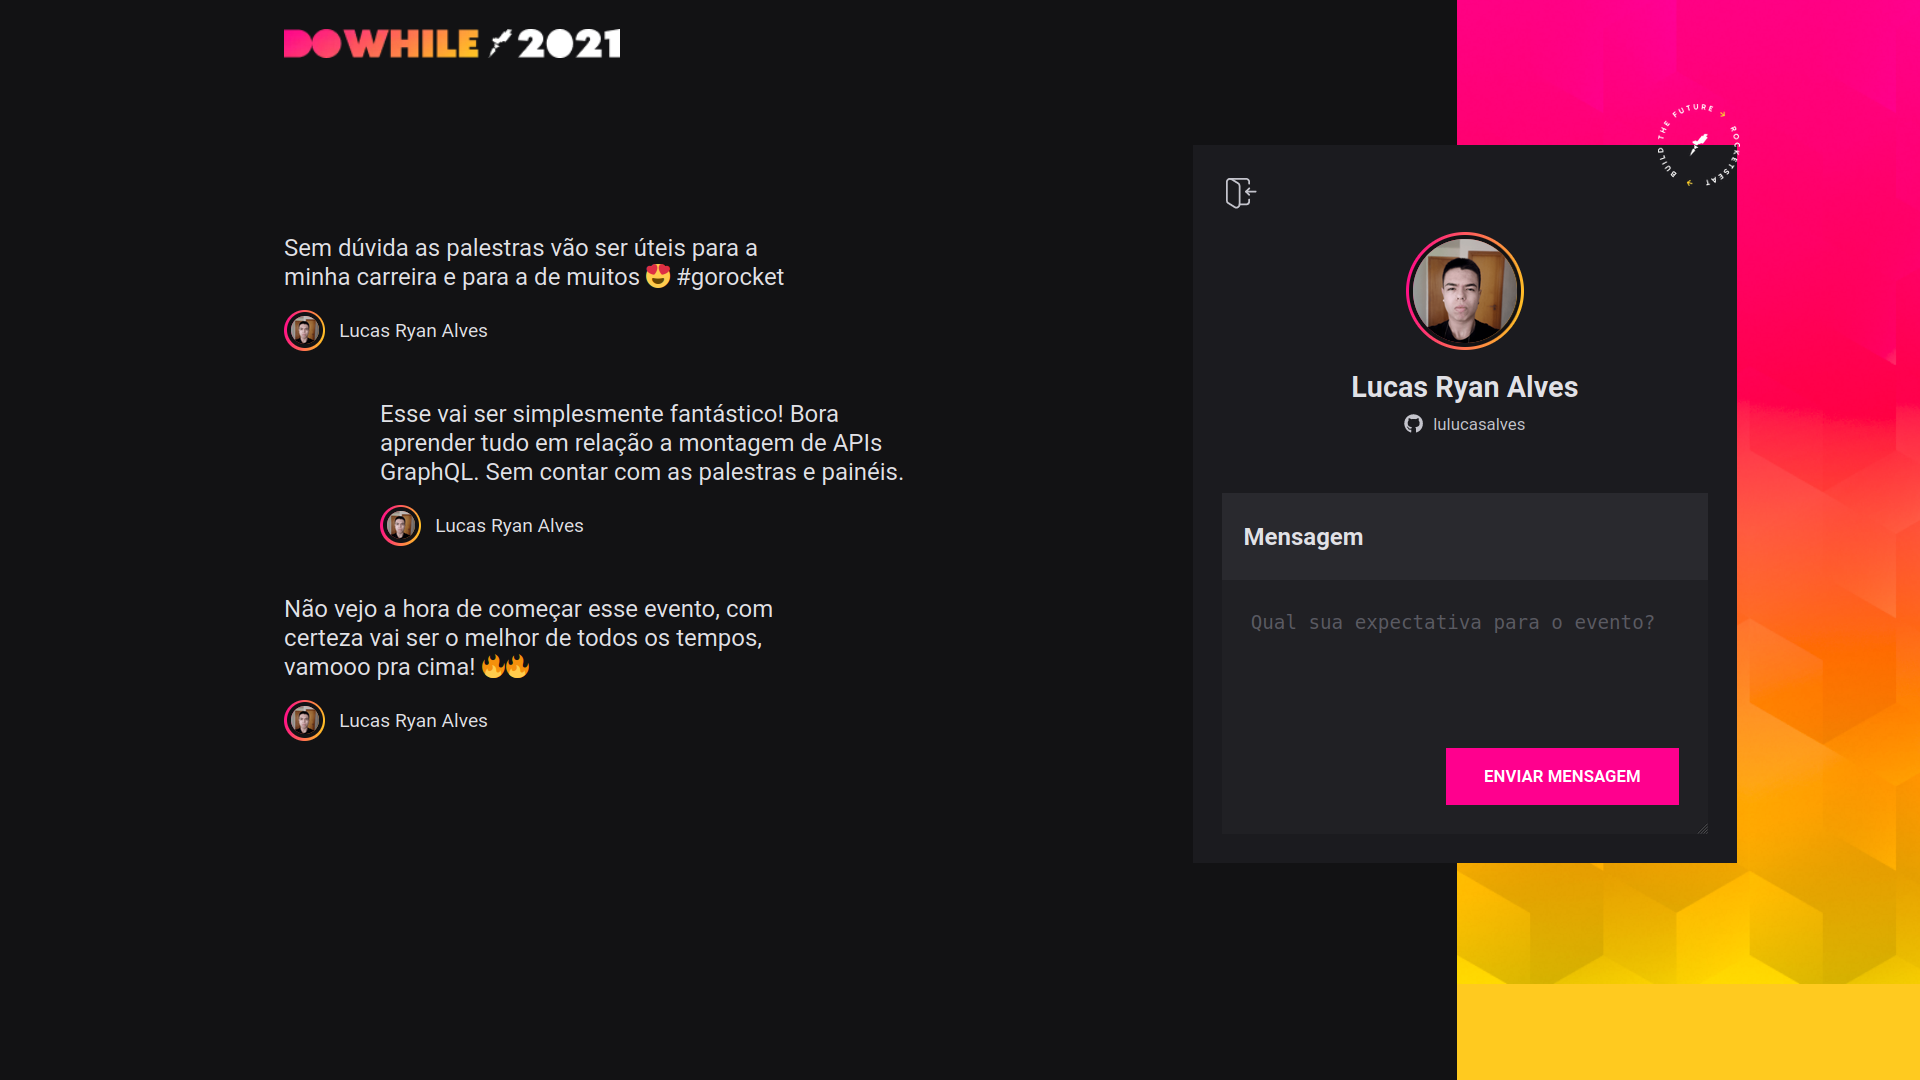 DOWHILE 2021
BUILD THE FUTURE → ROCKETSEAT →
Sem dúvida as palestras vão ser úteis para a
minha carreira e para a de muitos 😍 #gorocket
Lucas Ryan Alves
Esse vai ser simplesmente fantástico! Bora
aprender tudo em relação a montagem de APIs
GraphQL. Sem contar com as palestras e painéis.
Lucas Ryan Alves
Não vejo a hora de começar esse evento, com
certeza vai ser o melhor de todos os tempos,
vamooo pra cima! 🔥🔥
Lucas Ryan Alves
Lucas Ryan Alves
lulucasalves
Mensagem
Qual sua expectativa para o evento?
ENVIAR MENSAGEM